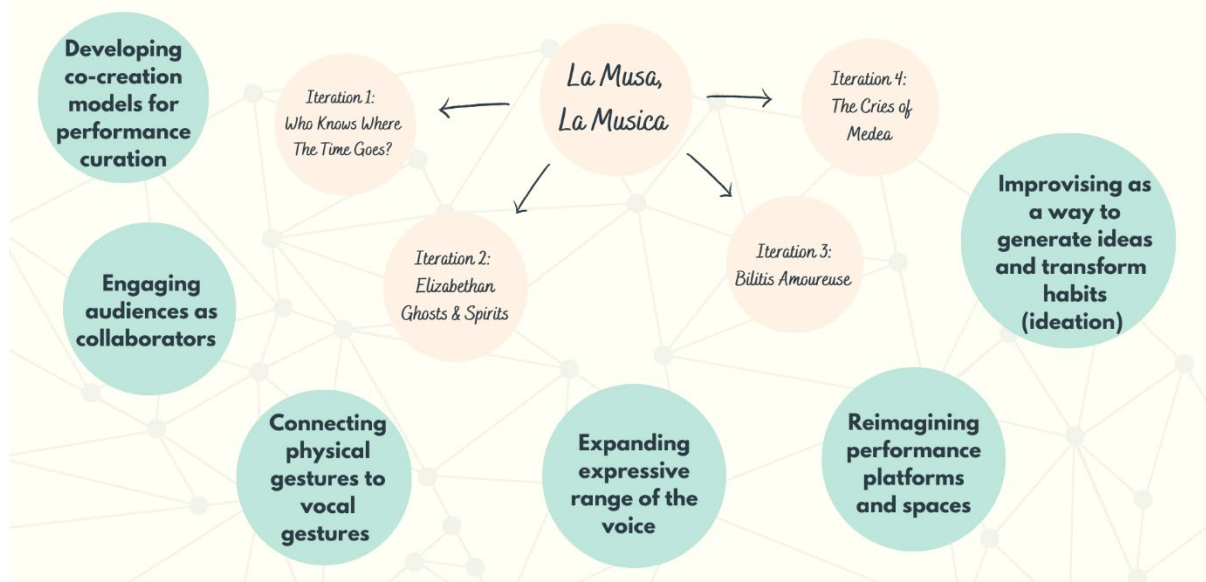 Developing
co-creation
models for
performance
curation
Iteration 1:
Who Knows Where
The Time Goes?
La Musa,
La Musica
Iteration 4:
The Cries of
Medea
Engaging
audiences as
collaborators
Iteration 2:
Elizabethan
Ghosts & Spirits
Iteration 3:
Bilitis Amoureuse
Improvising as
a way to
generate ideas
and transform
habits
(ideation)
Connecting
physical
gestures to
vocal
gestures
Expanding
expressive
range of the
voice
Reimagining
performance
platforms
and spaces